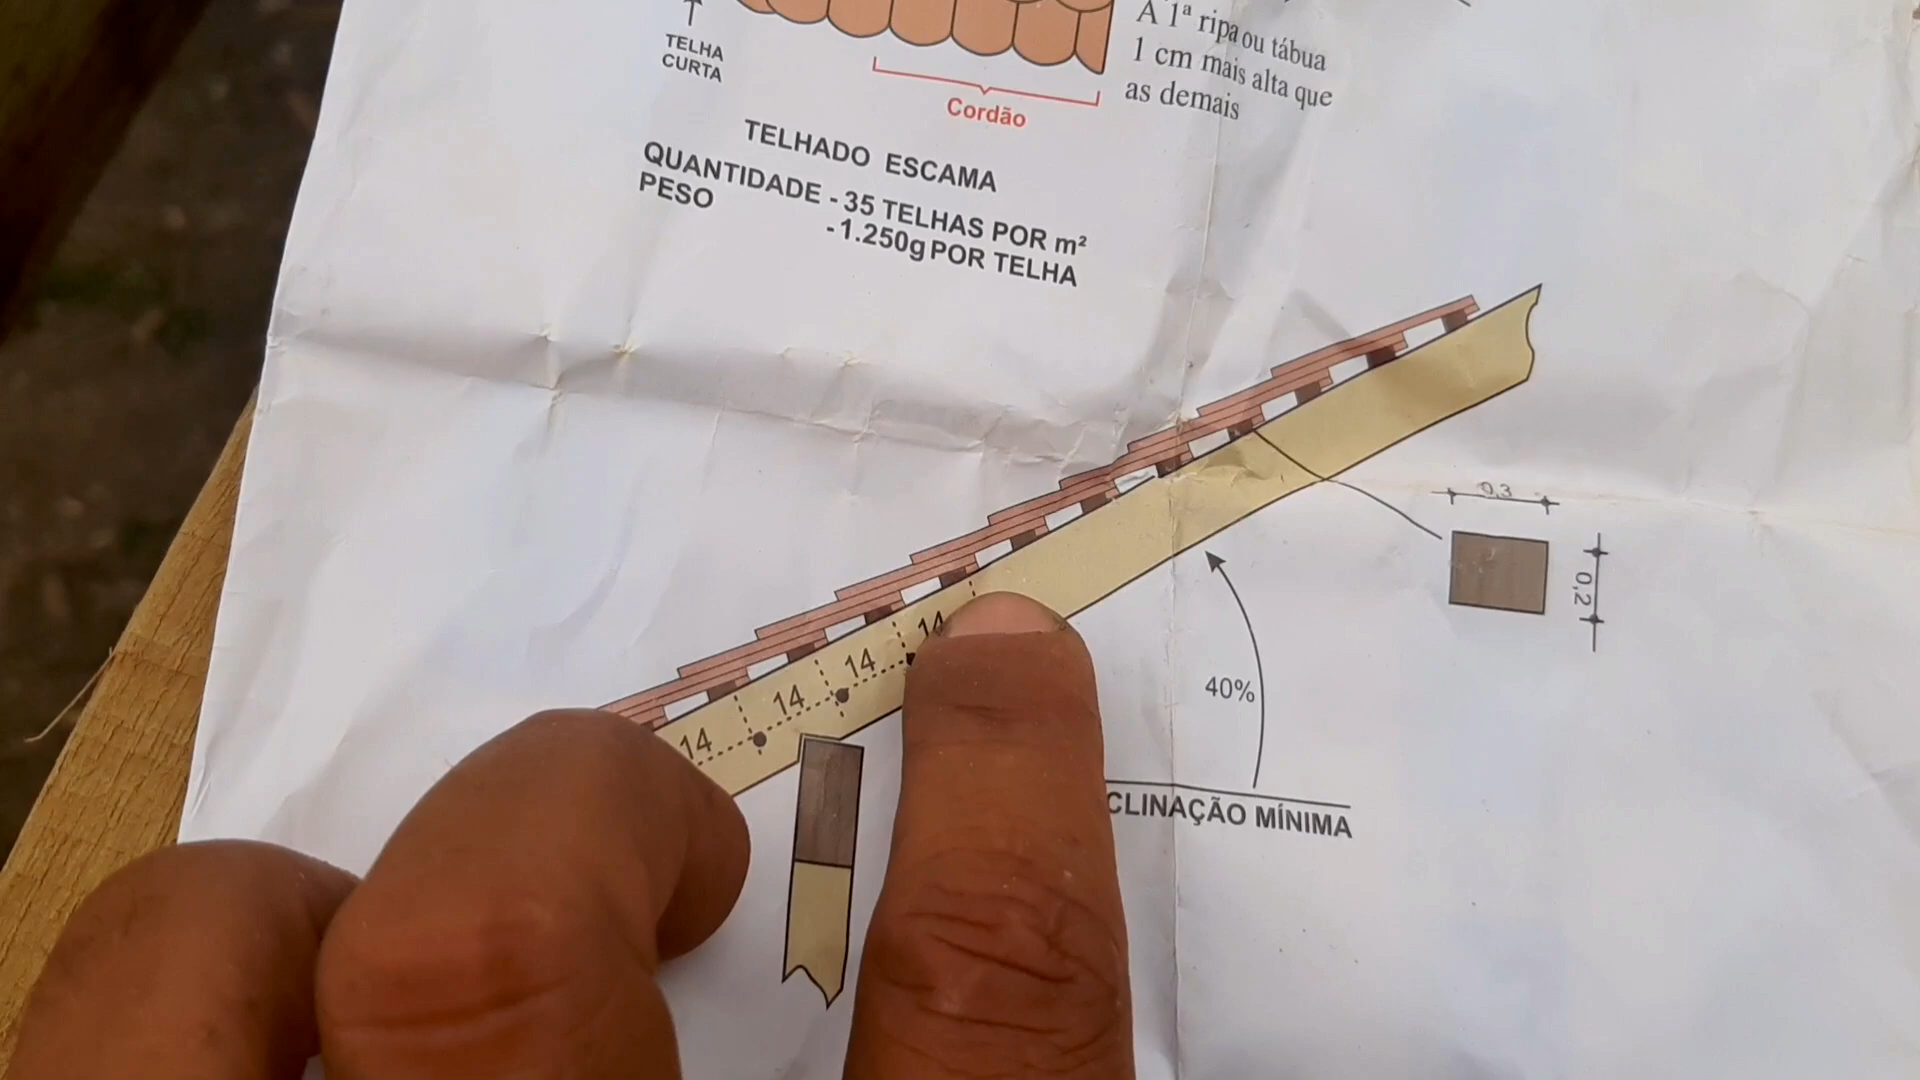 A 1ª ripa ou tábua
1 cm mais alta que
as demais
TELHA
CURTA
Cordão
TELHADO ESCAMA
QUANTIDADE - 35 TELHAS POR m²
PESO - 1.250g POR TELHA
0,3
0,2
14
14
14
14
40%
CLINAÇÃO MÍNIMA